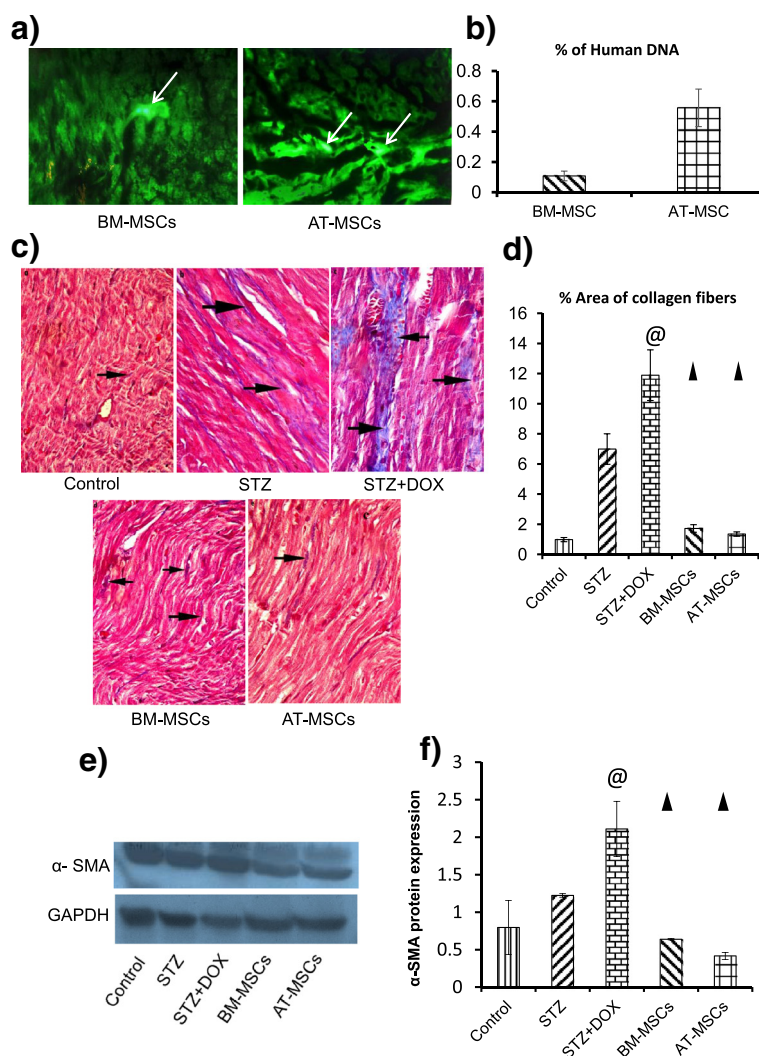 a)
BM-MSCs
AT-MSCs
b)
% of Human DNA
0.8
0.6
0.4
0.2
0
BM-MSC
AT-MSC
c)
Control
STZ
STZ+DOX
BM-MSCs
AT-MSCs
d)
% Area of collagen fibers
16
14
12
10
8
6
4
2
0
@
Control
STZ
STZ+DOX
BM-MSCs
AT-MSCs
e)
α- SMA
GAPDH
Control
STZ
STZ+DOX
BM-MSCs
AT-MSCs
f)
α-SMA protein expression
3
2.5
2
1.5
1
0.5
0
@
Control
STZ
STZ+DOX
BM-MSCs
AT-MSCs